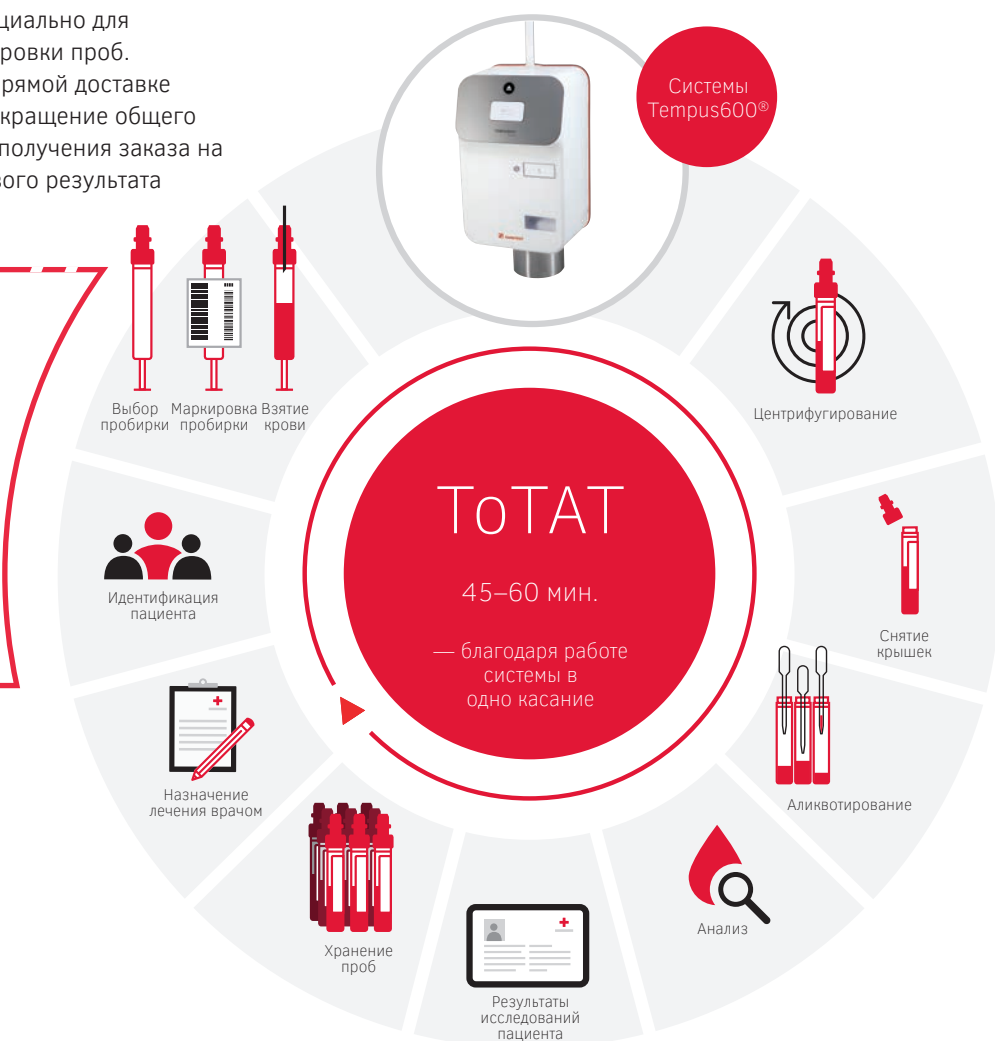 циально для
ровки проб.
рямой доставке
кращение общего
получения заказа на
вого результата
Системы
Tempus600®
Выбор
пробирки
Маркировка
пробирки
Взятие
крови
Центрифугирование
Снятие
крышек
Аликвотирование
Анализ
Результаты
исследований
пациента
Хранение
проб
Назначение
лечения врачом
Идентификация
пациента
ToTAT
45–60 мин.
— благодаря работе
системы в
одно касание